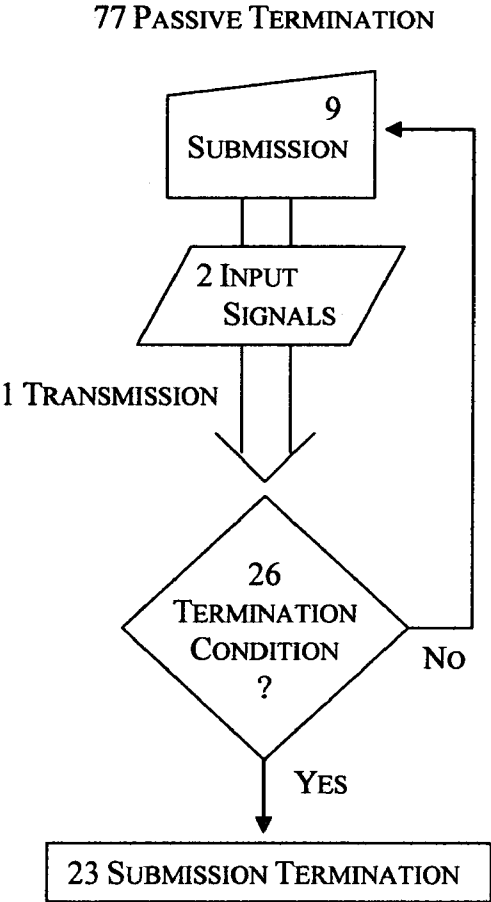 77 PASSIVE TERMINATION
9
SUBMISSION
2 INPUT
SIGNALS
1 TRANSMISSION
26
TERMINATION
CONDITION
?
NO
YES
23 SUBMISSION TERMINATION